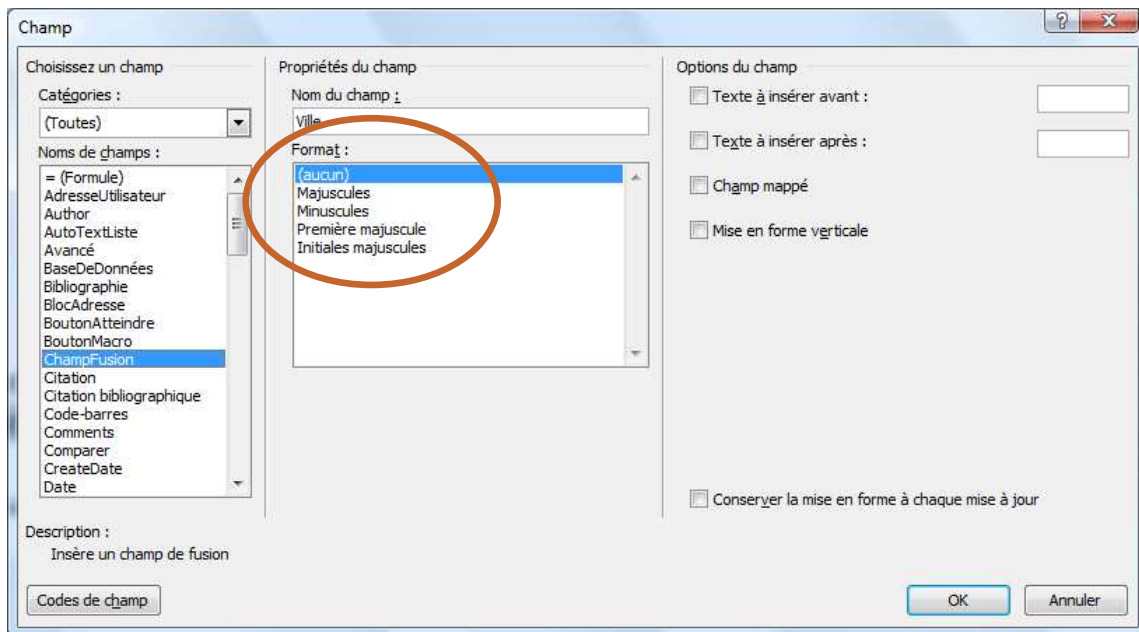 Champ
Choisissez un champ
Catégories :
(Toutes)
Noms de champs :
= (Formule)
AdresseUtilisateur
Author
AutoTextListe
Avancé
BaseDeDonnées
Bibliographie
BlocAdresse
BoutonAtteindre
BoutonMacro
ChampFusion
Citation
Citation bibliographique
Code-barres
Comments
Comparer
CreateDate
Date
Propriétés du champ
Nom du champ :
Ville
Format :
(aucun)
Majuscules
Minuscules
Première majuscule
Initiales majuscules
Options du champ
Texte à insérer avant :
Texte à insérer après :
Champ mappé
Mise en forme verticale
Conserver la mise en forme à chaque mise à jour
Description :
Insère un champ de fusion
Codes de champ
OK
Annuler